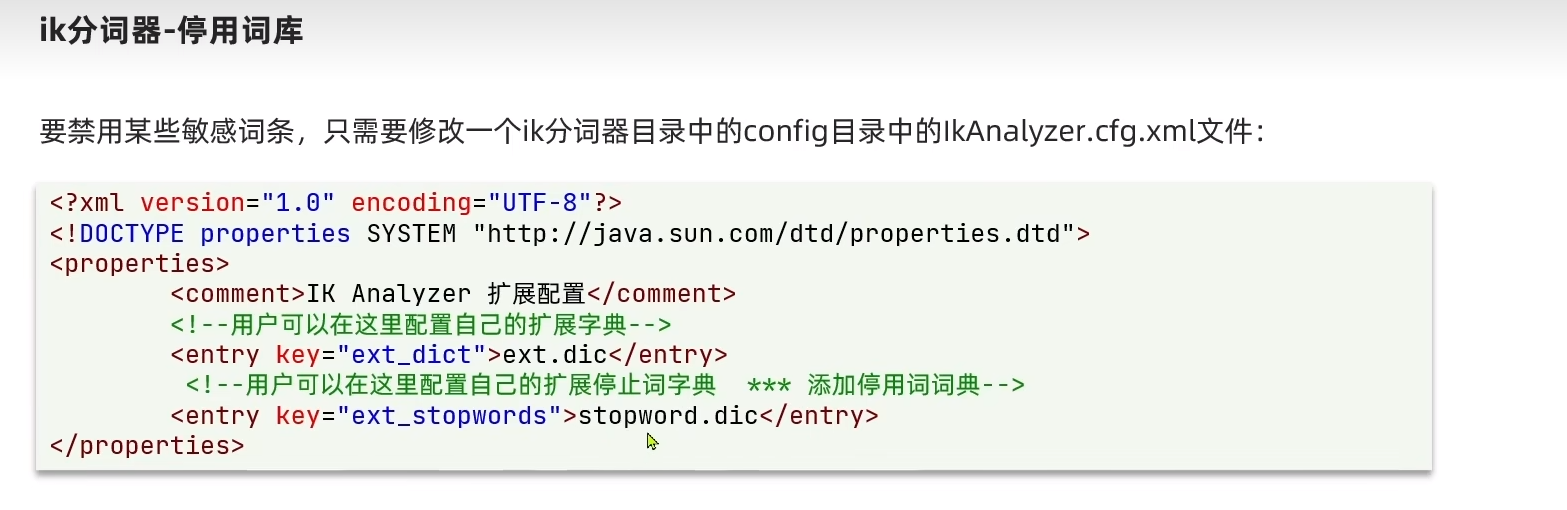 ik分词器-停用词库
要禁用某些敏感词条，只需要修改一个ik分词器目录中的config目录中的IkAnalyzer.cfg.xml文件：
<?xml version="1.0" encoding="UTF-8"?>
<!DOCTYPE properties SYSTEM "http://java.sun.com/dtd/properties.dtd">
<properties>
        <comment>IK Analyzer 扩展配置</comment>
        <!--用户可以在这里配置自己的扩展字典-->
        <entry key="ext_dict">ext.dic</entry>
         <!--用户可以在这里配置自己的扩展停止词字典  *** 添加停用词词典-->
        <entry key="ext_stopwords">stopword.dic</entry>
</properties>